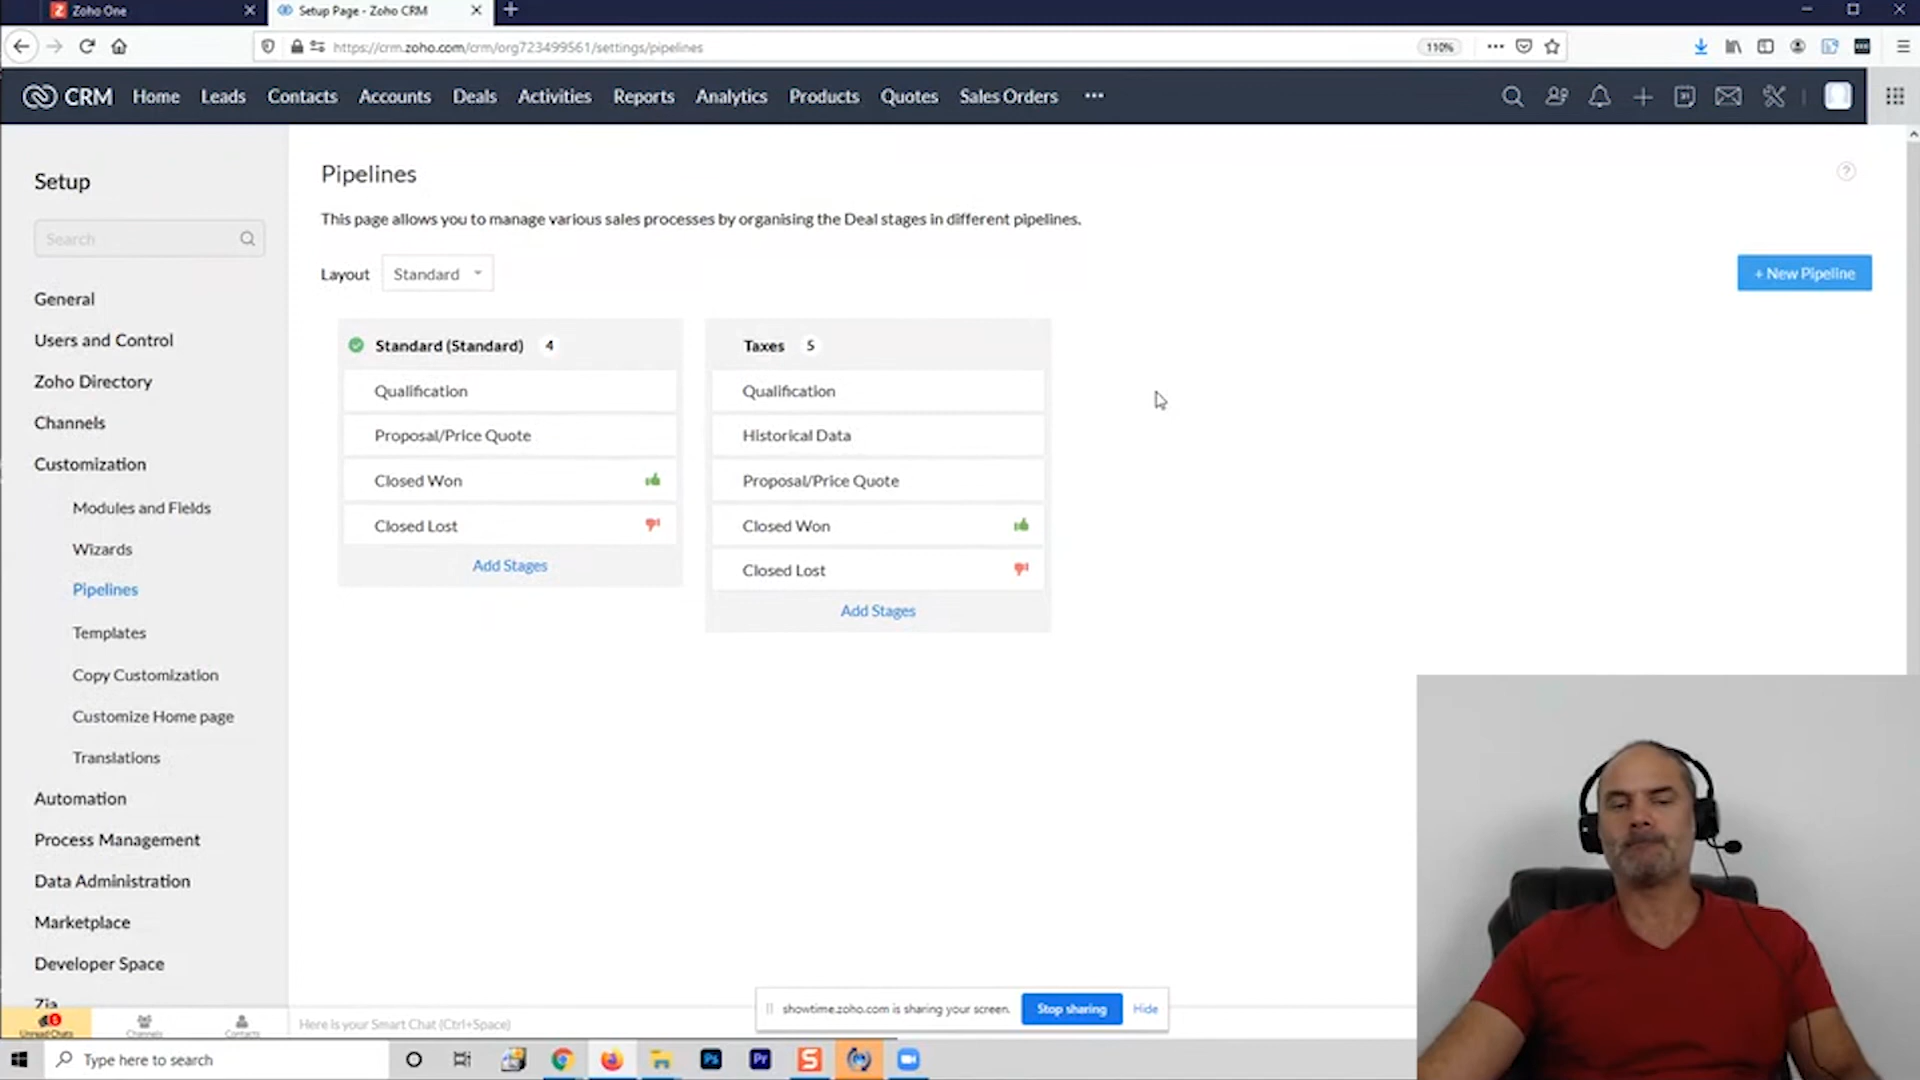 Zoho One
Setup Page - Zoho CRM
https://crm.zoho.com/crm/org723499561/settings/pipelines
110%
CRM Home Leads Contacts Accounts Deals Activities Reports Analytics Products Quotes Sales Orders
Setup
Search
General
Users and Control
Zoho Directory
Channels
Customization
Modules and Fields
Wizards
Pipelines
Templates
Copy Customization
Customize Home page
Translations
Automation
Process Management
Data Administration
Marketplace
Developer Space
Zia
Pipelines
This page allows you to manage various sales processes by organising the Deal stages in different pipelines.
Layout Standard
+ New Pipeline
Standard (Standard) 4
Qualification
Proposal/Price Quote
Closed Won
Closed Lost
Add Stages
Taxes 5
Qualification
Historical Data
Proposal/Price Quote
Closed Won
Closed Lost
Add Stages
showtime.zoho.com is sharing your screen. Stop sharing Hide
Unread Chats Channels Contacts Here is your Smart Chat (Ctrl+Space)
Type here to search
Ps
Pr
S